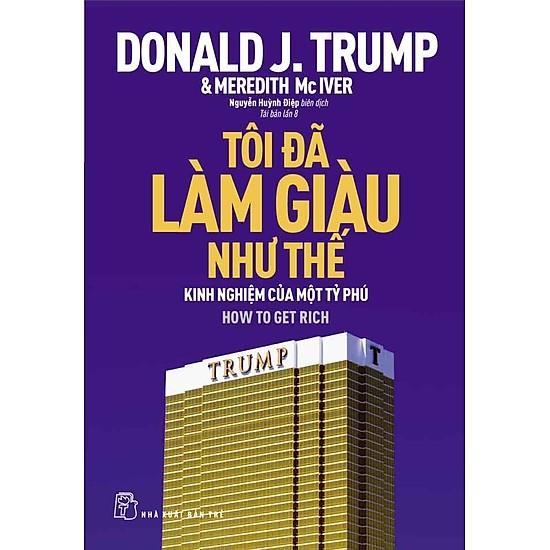 DONALD J. TRUMP
& MEREDITH Mc IVER
Nguyễn Huỳnh Điệp biên dịch
Tái bản lần 8
TÔI ĐÃ
LÀM GIÀU
NHƯ THẾ
KINH NGHIỆM CỦA MỘT TỶ PHÚ
HOW TO GET RICH
TRUMP T
NHÀ XUẤT BẢN TRẺ